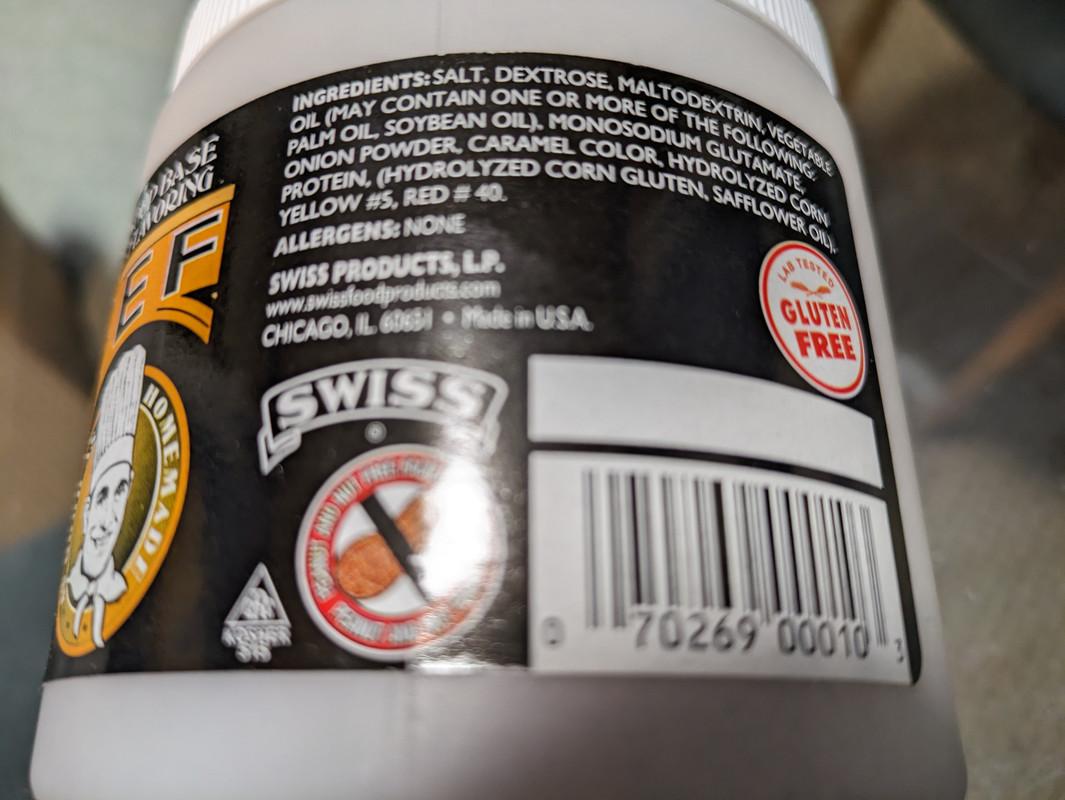 INGREDIENTS: SALT, DEXTROSE, MALTODEXTRIN, VEGETABLE
OIL (MAY CONTAIN ONE OR MORE OF THE FOLLOWING:
PALM OIL, SOYBEAN OIL), MONOSODIUM GLUTAMATE,
ONION POWDER, CARAMEL COLOR, HYDROLYZED CORN
PROTEIN, (HYDROLYZED CORN GLUTEN, SAFFLOWER OIL),
YELLOW #5, RED # 40.
ALLERGENS: NONE
SWISS PRODUCTS, L.P.
www.swissfoodproducts.com
CHICAGO, IL 60651 • Made in U.S.A.
BASE
EF
HOMEMADE
LAB TESTED
GLUTEN
FREE
SWISS
®
KOSHER
0 70269 00010 3